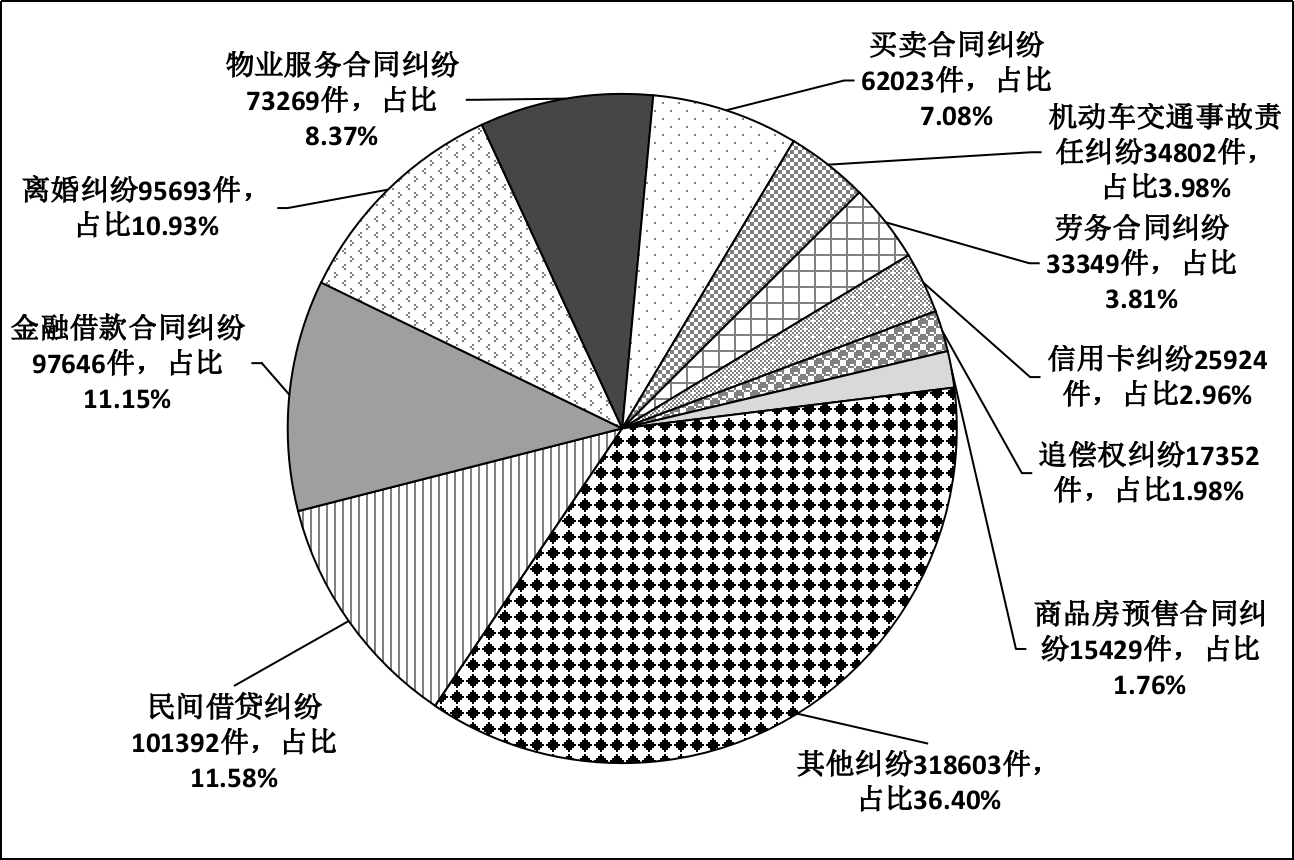 物业服务合同纠纷
73269件，占比
8.37%
买卖合同纠纷
62023件，占比
7.08%
机动车交通事故责
任纠纷34802件，
占比3.98%
离婚纠纷95693件，
占比10.93%
劳务合同纠纷
33349件，占比
3.81%
金融借款合同纠纷
97646件，占比
11.15%
信用卡纠纷25924
件，占比2.96%
追偿权纠纷17352
件，占比1.98%
商品房预售合同纠
纷15429件，占比
1.76%
民间借贷纠纷
101392件，占比
11.58%
其他纠纷318603件，
占比36.40%